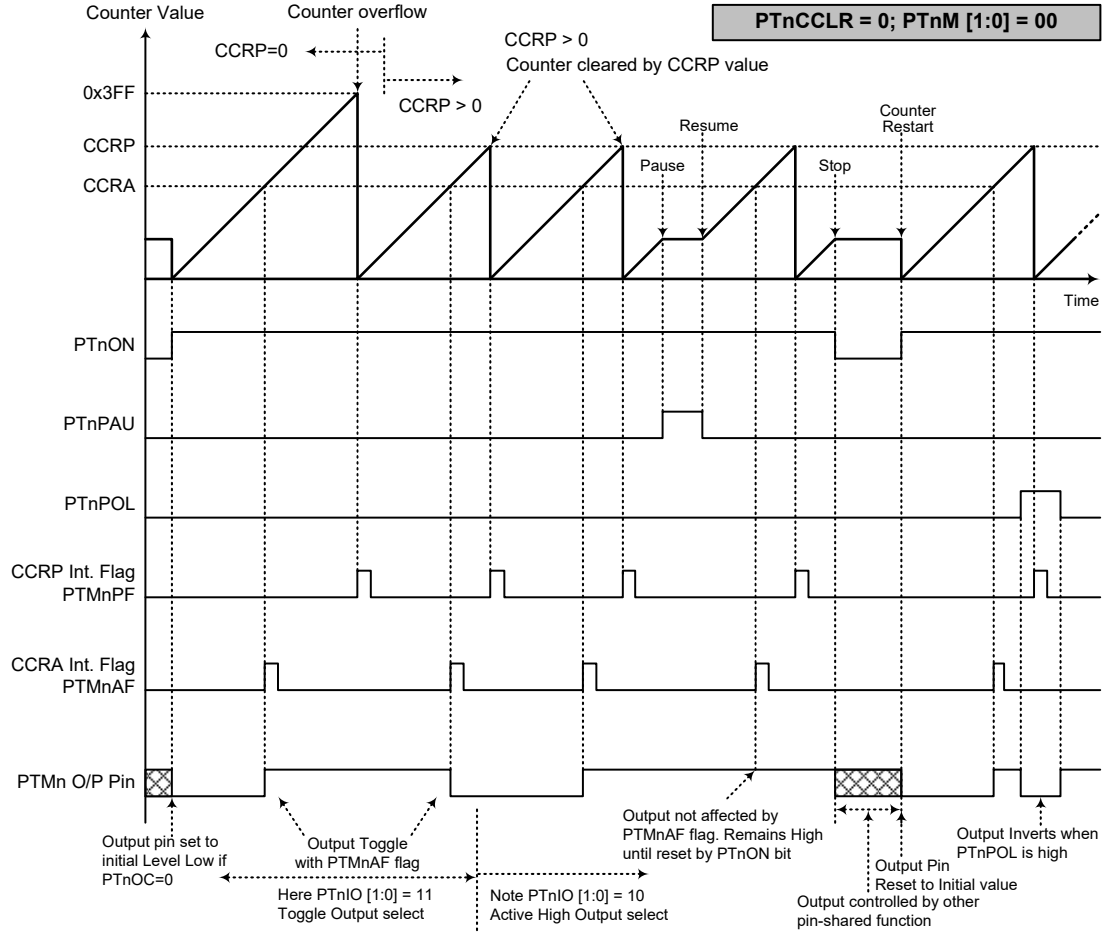 Counter Value
Counter overflow
PTnCCLR = 0; PTnM [1:0] = 00
CCRP=0
CCRP > 0
Counter cleared by CCRP value
CCRP > 0
0x3FF
CCRP
CCRA
Pause
Resume
Stop
Counter
Restart
Time
PTnON
PTnPAU
PTnPOL
CCRP Int. Flag
PTMnPF
CCRA Int. Flag
PTMnAF
PTMn O/P Pin
Output pin set to
initial Level Low if
PTnOC=0
Output Toggle
with PTMnAF flag
Here PTnIO [1:0] = 11
Toggle Output select
Note PTnIO [1:0] = 10
Active High Output select
Output not affected by
PTMnAF flag. Remains High
until reset by PTnON bit
Output Pin
Reset to Initial value
Output controlled by other
pin-shared function
Output Inverts when
PTnPOL is high